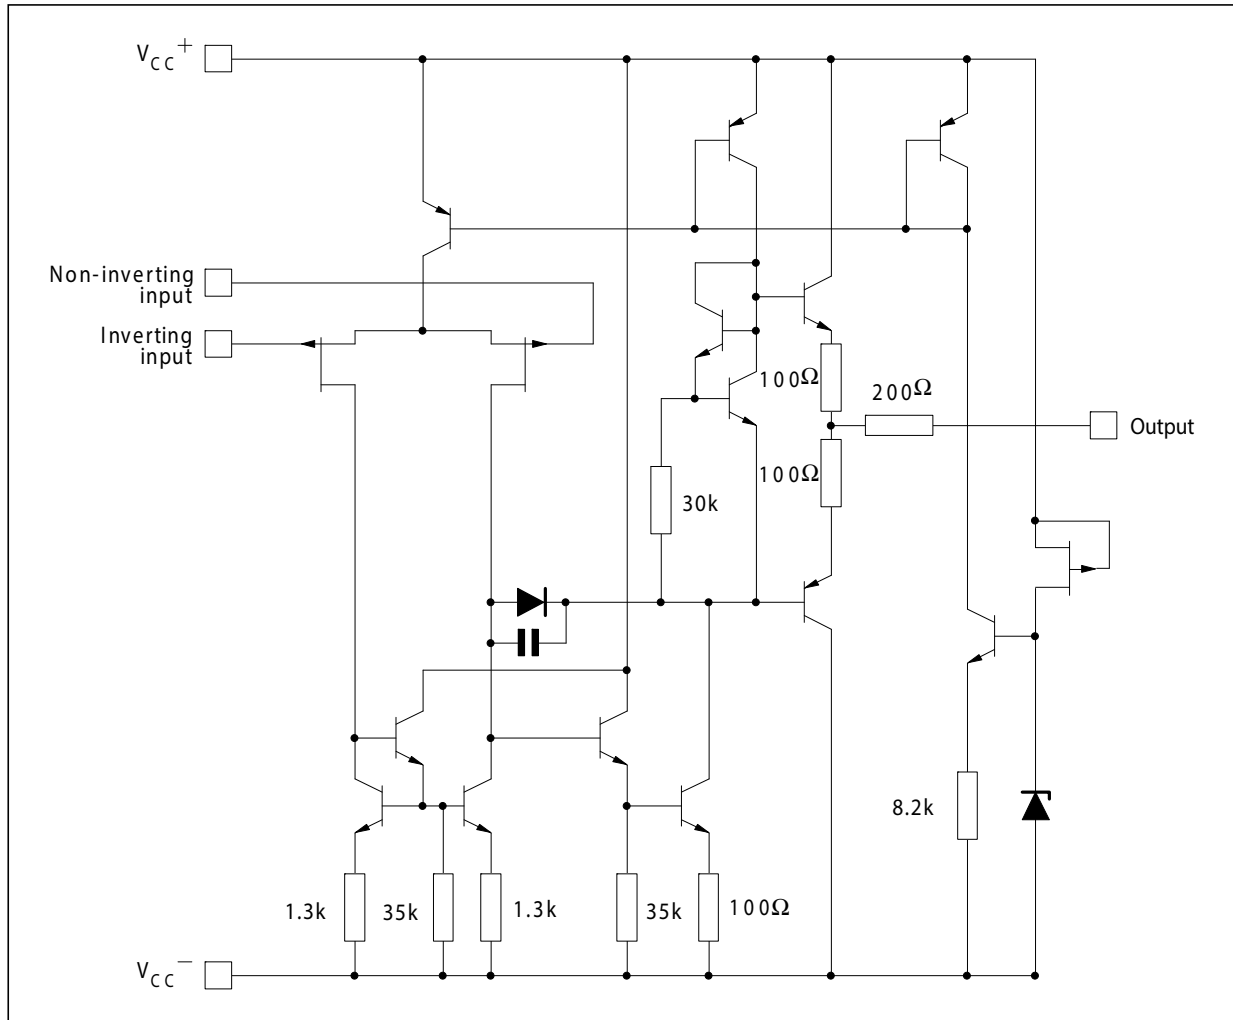 VCC+
Non-inverting
input
Inverting
input
100Ω
200Ω
Output
100Ω
30k
8.2k
1.3k
35k
1.3k
35k
100Ω
VCC−